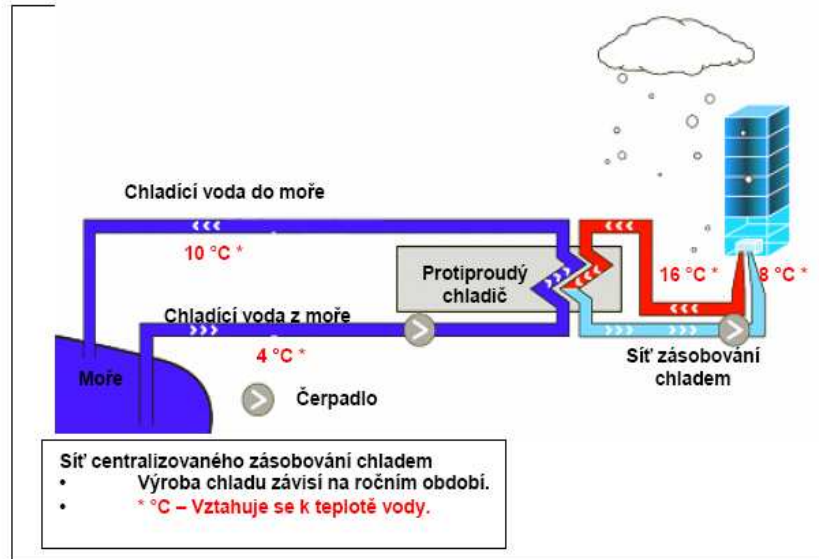 Chladící voda do moře
10 °C *
Protiproudý
chladič
16 °C *
8 °C *
Chladící voda z moře
4 °C *
Síť zásobování
chladem
Moře
Čerpadlo
Síť centralizovaného zásobování chladem
• Výroba chladu závisí na ročním období.
• * °C – Vztahuje se k teplotě vody.